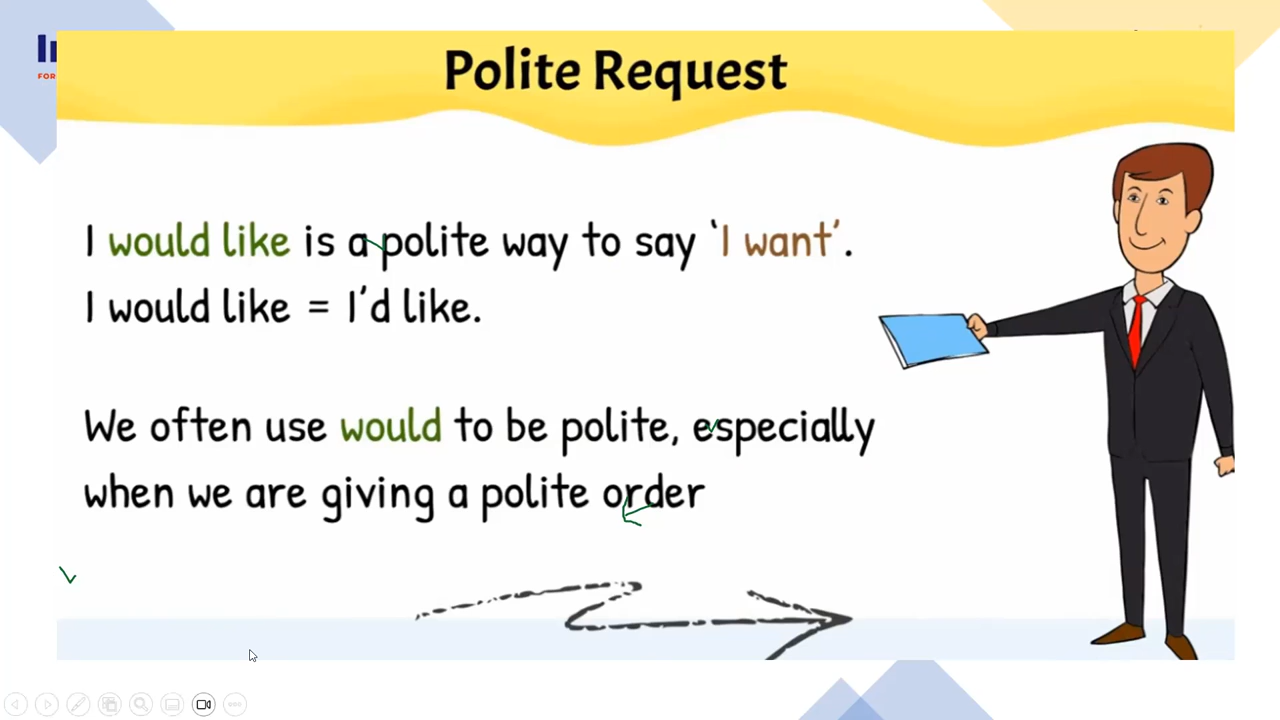 Polite Request
FOR
I would like is a polite way to say ‘I want’.
I would like = I’d like.
We often use would to be polite, especially
when we are giving a polite order